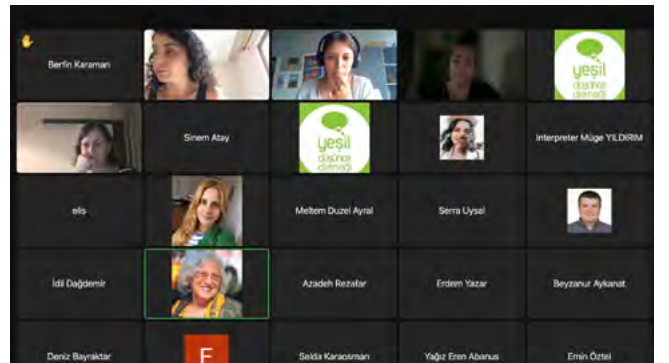 Berfin Karaman
yeşil
düşünce
derneği
Sinem Atay
yeşil
düşünce
derneği
Interpreter Müge YILDIRIM
elis
Meltem Duzel Ayral
Serra Uysal
İdil Dağdemir
Azadeh Rezafar
Erdem Yazar
Beyzanur Aykanat
Deniz Bayraktar
E
Selda Karaosman
Yağız Eren Abanus
Emin Öztel